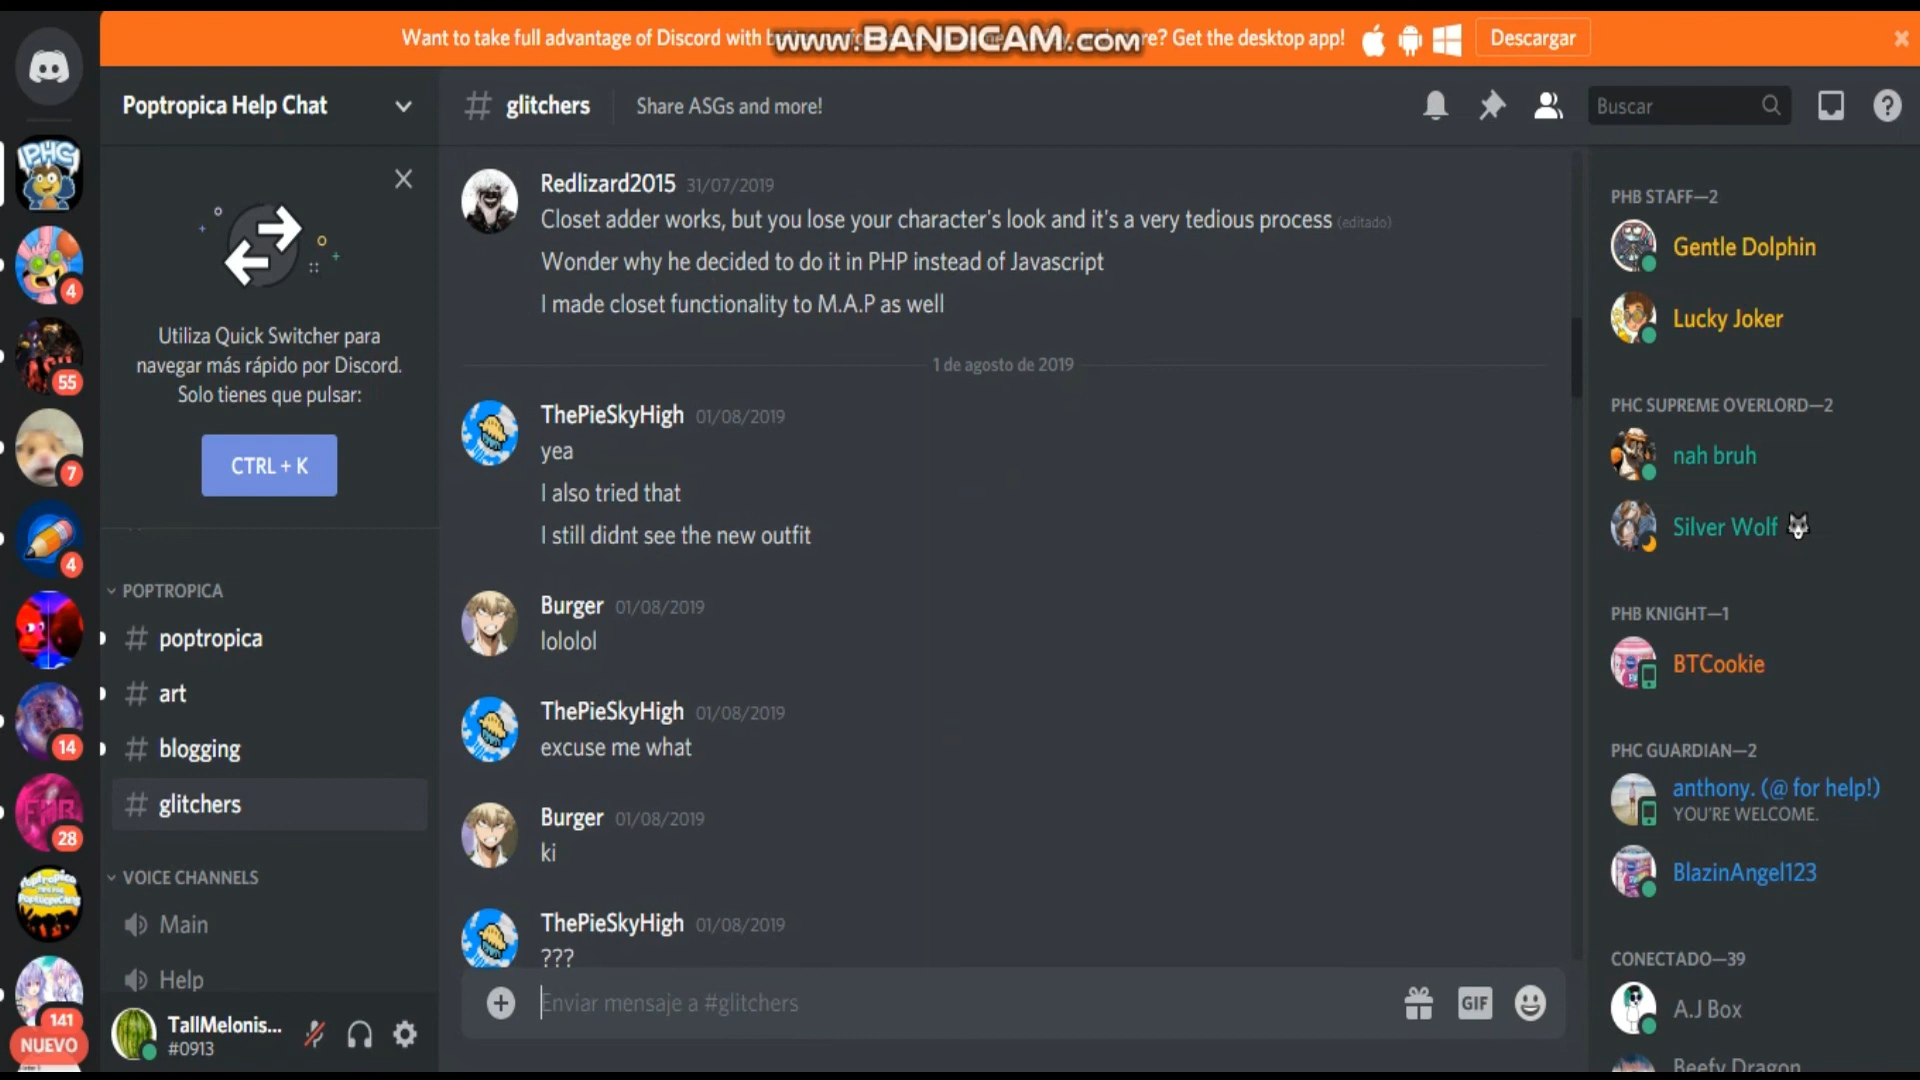 Want to take full advantage of Discord with b
www.BANDICAM.com
re? Get the desktop app!
Descargar
Poptropica Help Chat
glitchers
Share ASGs and more!
Buscar
PHC
4
55
7
4
14
28
141
NUEVO
Utiliza Quick Switcher para
navegar más rápido por Discord.
Solo tienes que pulsar:
CTRL + K
POPTROPICA
# poptropica
# art
# blogging
# glitchers
VOICE CHANNELS
Main
Help
TallMelonis...
#0913
Redlizard2015 31/07/2019
Closet adder works, but you lose your character's look and it's a very tedious process (editado)
Wonder why he decided to do it in PHP instead of Javascript
I made closet functionality to M.A.P as well
1 de agosto de 2019
ThePieSkyHigh 01/08/2019
yea
I also tried that
I still didnt see the new outfit
Burger 01/08/2019
lololol
ThePieSkyHigh 01/08/2019
excuse me what
Burger 01/08/2019
ki
ThePieSkyHigh 01/08/2019
???
Enviar mensaje a #glitchers
GIF
PHB STAFF—2
Gentle Dolphin
Lucky Joker
PHC SUPREME OVERLORD—2
nah bruh
Silver Wolf
PHB KNIGHT—1
BTCookie
PHC GUARDIAN—2
anthony. (@ for help!)
YOU'RE WELCOME.
BlazinAngel123
CONECTADO—39
A.J Box
Beefy Dragon